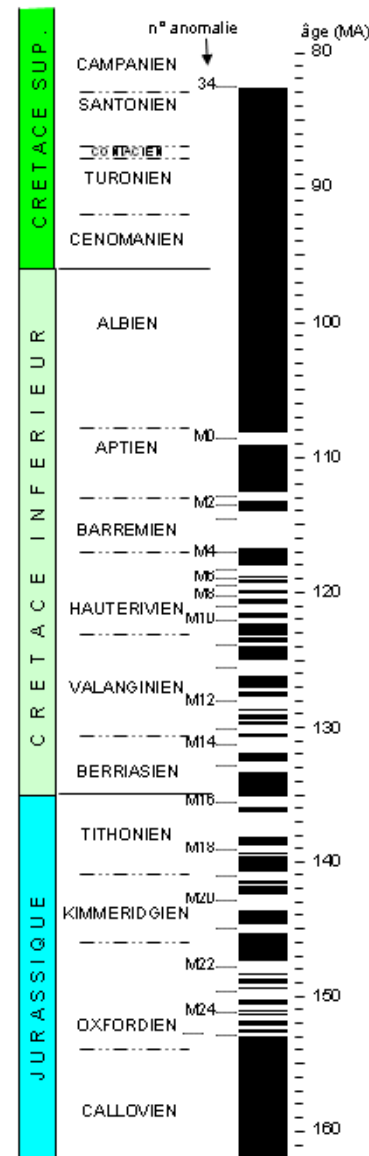 n° anomalie
âge (MA)
CRETACE SUP.
CRETACE INFERIEUR
JURASSIQUE
CAMPANIEN
SANTONIEN
CONIACIEN
TURONIEN
CENOMANIEN
ALBIEN
APTIEN
BARREMIEN
HAUTERIVIEN
VALANGINIEN
BERRIASIEN
TITHONIEN
KIMMERIDGIEN
OXFORDIEN
CALLOVIEN
34
M0
M2
M4
M6
M8
M10
M12
M14
M16
M18
M20
M22
M24
80
90
100
110
120
130
140
150
160